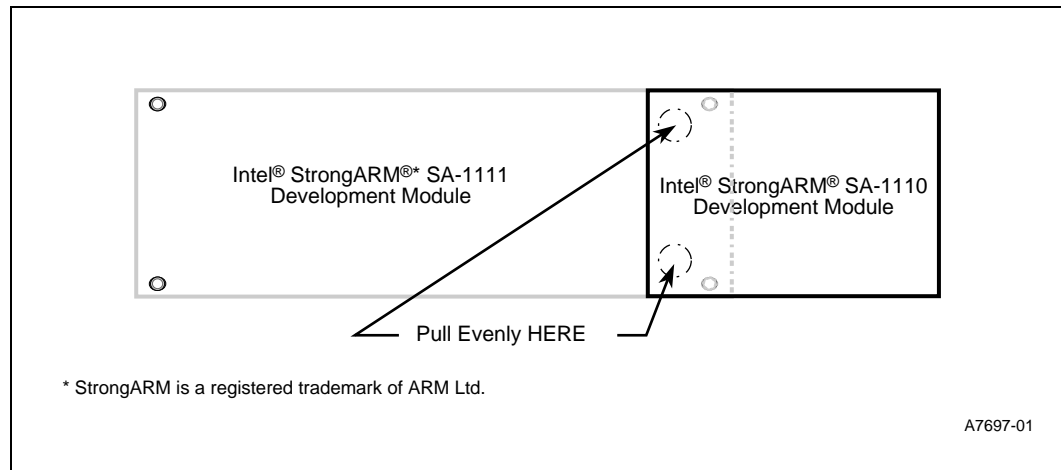 Intel® StrongARM®* SA-1111
Development Module
Intel® StrongARM® SA-1110
Development Module
Pull Evenly HERE
* StrongARM is a registered trademark of ARM Ltd.
A7697-01